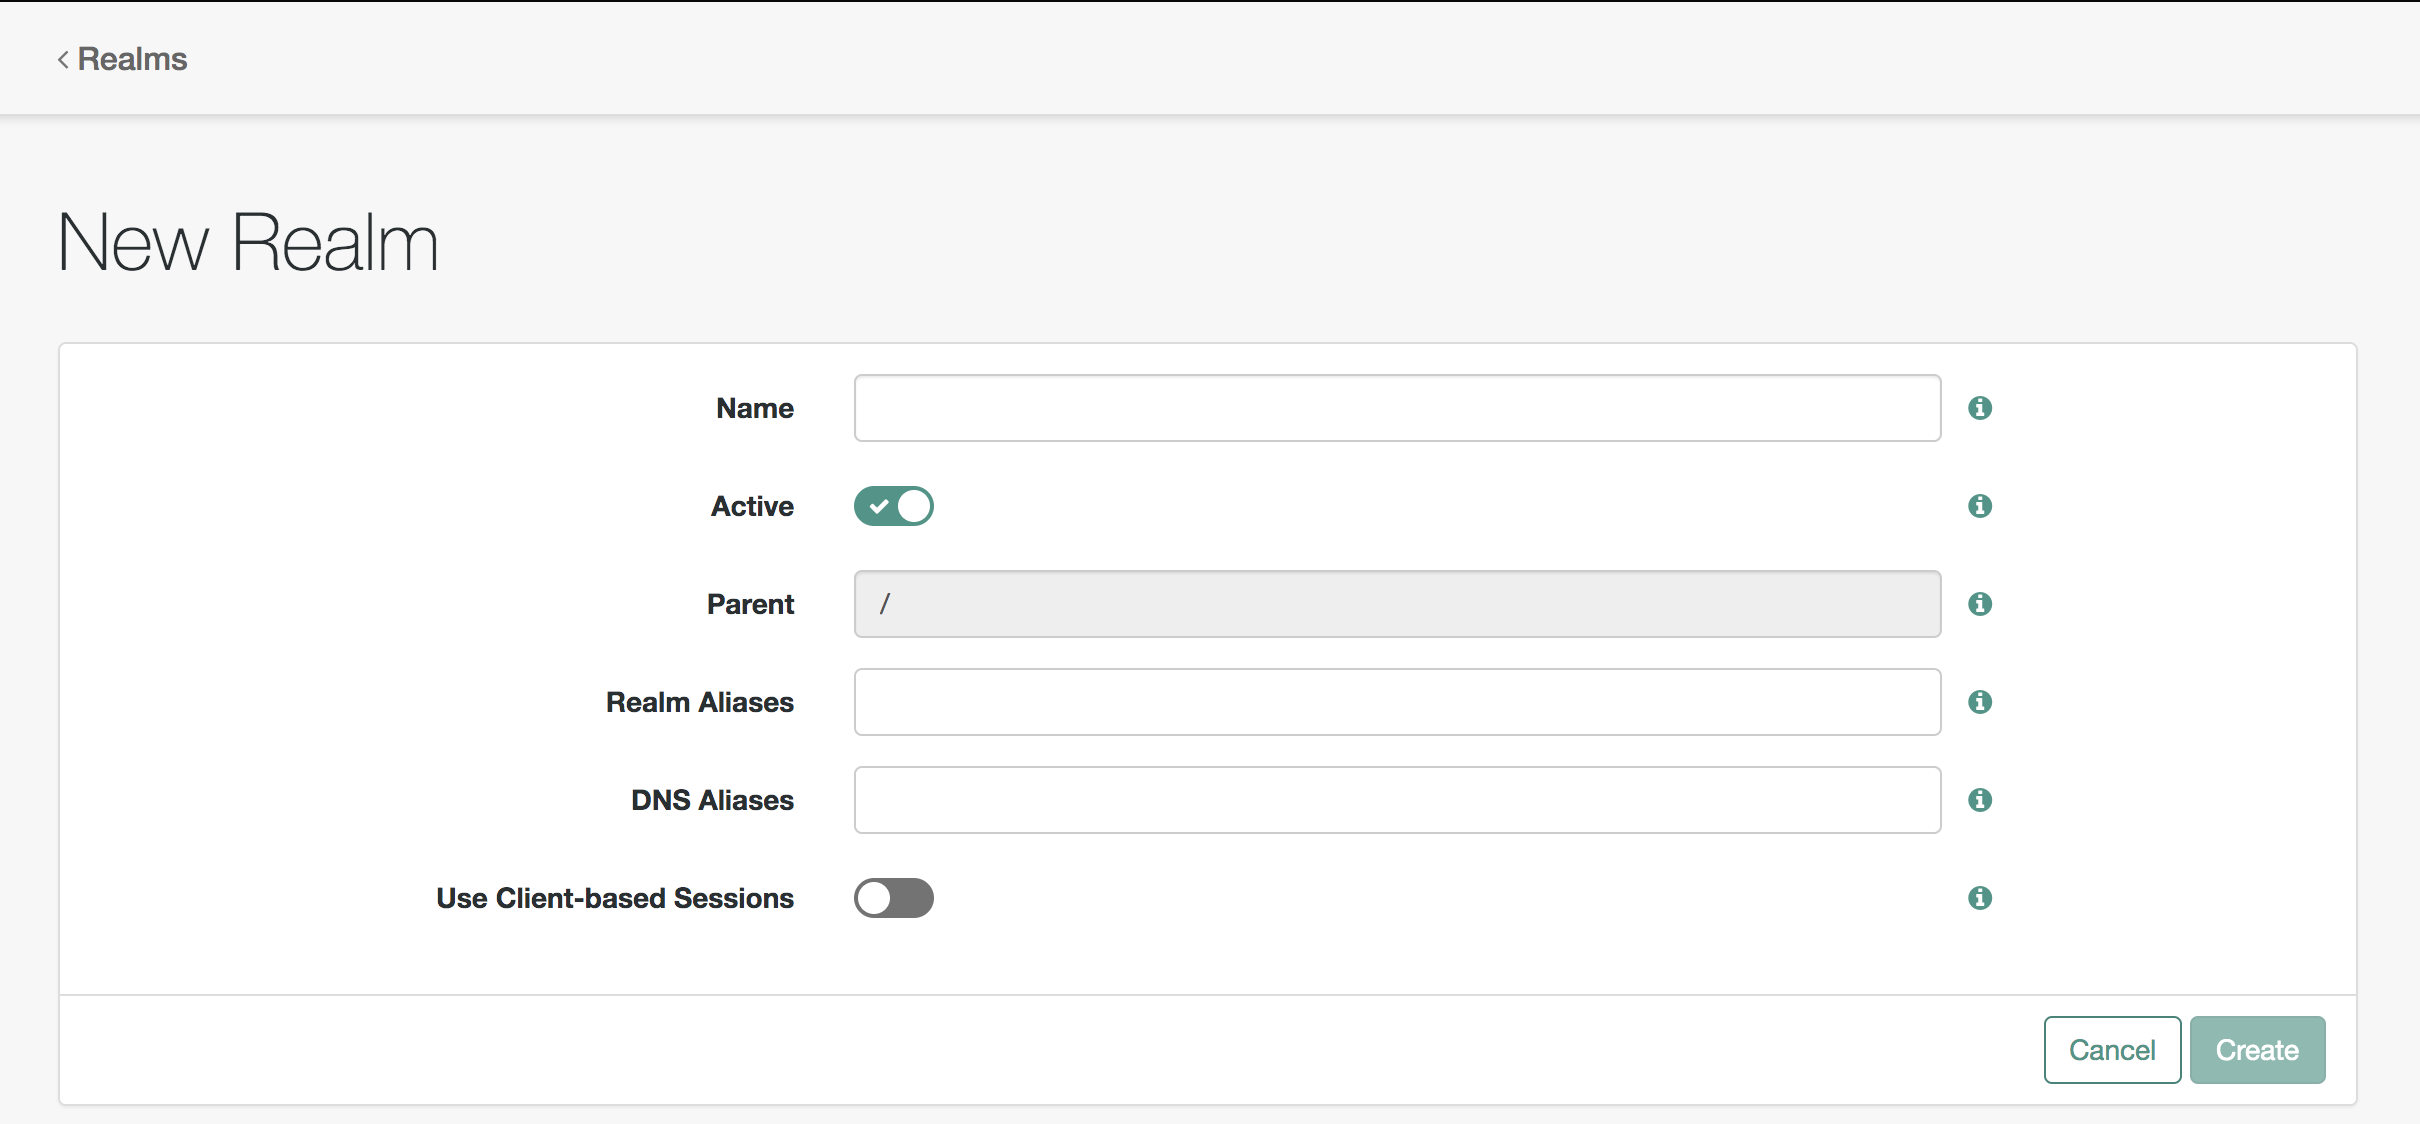 Realms
New Realm
Name
Active
Parent
/
Realm Aliases
DNS Aliases
Use Client-based Sessions
Cancel
Create